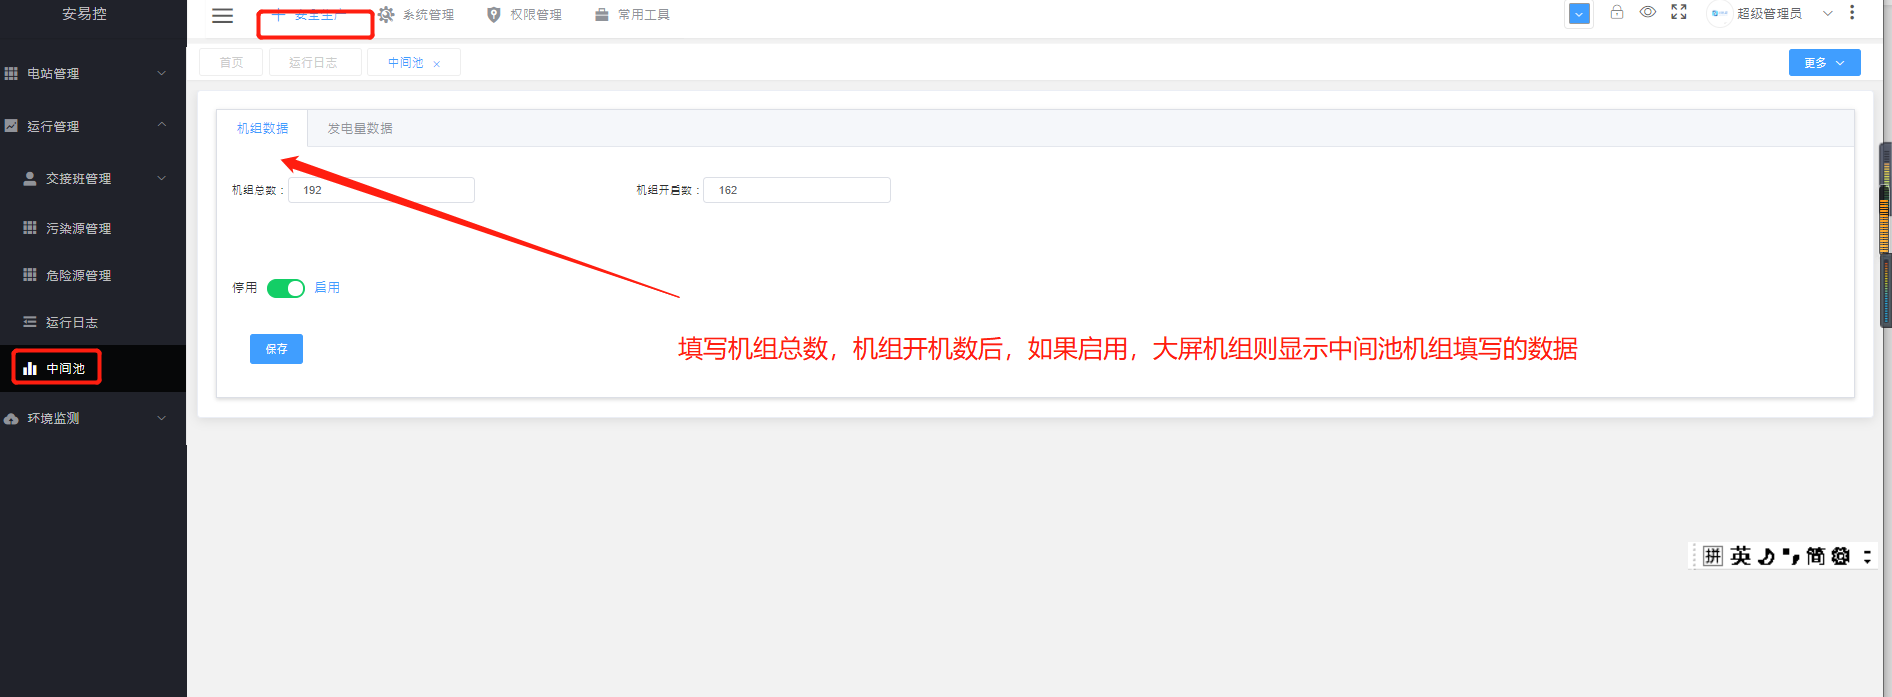 安易控
安全生产
系统管理
权限管理
常用工具
超级管理员
首页
运行日志
中间池 ×
更多
电站管理
运行管理
交接班管理
污染源管理
危险源管理
运行日志
中间池
环境监测
机组数据
发电量数据
机组总数：
192
机组开启数：
162
停用
启用
保存
填写机组总数，机组开机数后，如果启用，大屏机组则显示中间池机组填写的数据
拼 英 简